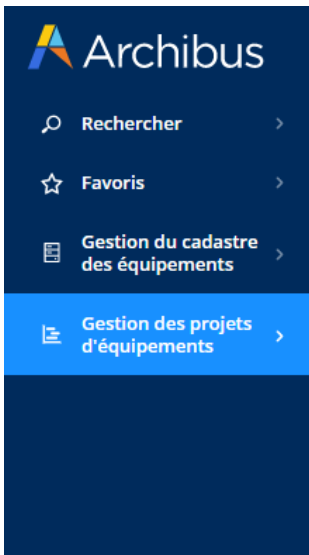 Archibus
Rechercher
Favoris
Gestion du cadastre
des équipements
Gestion des projets
d'équipements